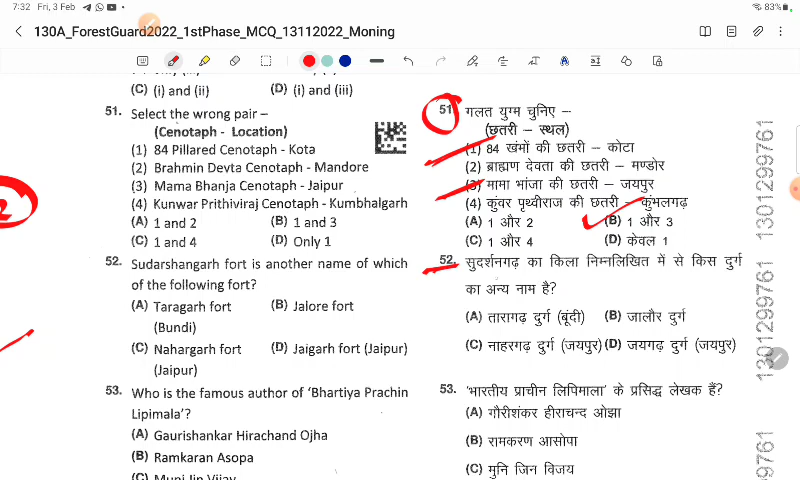 7:32 Fri, 3 Feb
83%
130A_ForestGuard2022_1stPhase_MCQ_13112022_Moning
(C) (i) and (ii) (D) (i) and (iii)
51. Select the wrong pair –
(Cenotaph - Location)
(1) 84 Pillared Cenotaph - Kota
(2) Brahmin Devta Cenotaph - Mandore
(3) Mama Bhanja Cenotaph - Jaipur
(4) Kunwar Prithiviraj Cenotaph - Kumbhalgarh
(A) 1 and 2 (B) 1 and 3
(C) 1 and 4 (D) Only 1
52. Sudarshangarh fort is another name of which
of the following fort?
(A) Taragarh fort (B) Jalore fort
(Bundi)
(C) Nahargarh fort (D) Jaigarh fort (Jaipur)
(Jaipur)
53. Who is the famous author of 'Bhartiya Prachin
Lipimala'?
(A) Gaurishankar Hirachand Ojha
(B) Ramkaran Asopa
(C) Muni Jin Vijay
51. गलत युग्म चुनिए –
(छतरी – स्थल)
(1) 84 खंभों की छतरी – कोटा
(2) ब्राह्मण देवता की छतरी – मण्डोर
(3) मामा भांजा की छतरी – जयपुर
(4) कुंवर पृथ्वीराज की छतरी – कुंभलगढ़
(A) 1 और 2 (B) 1 और 3
(C) 1 और 4 (D) केवल 1
52. सुदर्शनगढ़ का किला निम्नलिखित में से किस दुर्ग
का अन्य नाम है?
(A) तारागढ़ दुर्ग (बूंदी) (B) जालौर दुर्ग
(C) नाहरगढ़ दुर्ग (जयपुर) (D) जयगढ़ दुर्ग (जयपुर)
53. 'भारतीय प्राचीन लिपिमाला' के प्रसिद्ध लेखक हैं?
(A) गौरीशंकर हीराचन्द ओझा
(B) रामकरण आसोपा
(C) मुनि जिन विजय
1301299761 1301299761 1301299761
9761
2